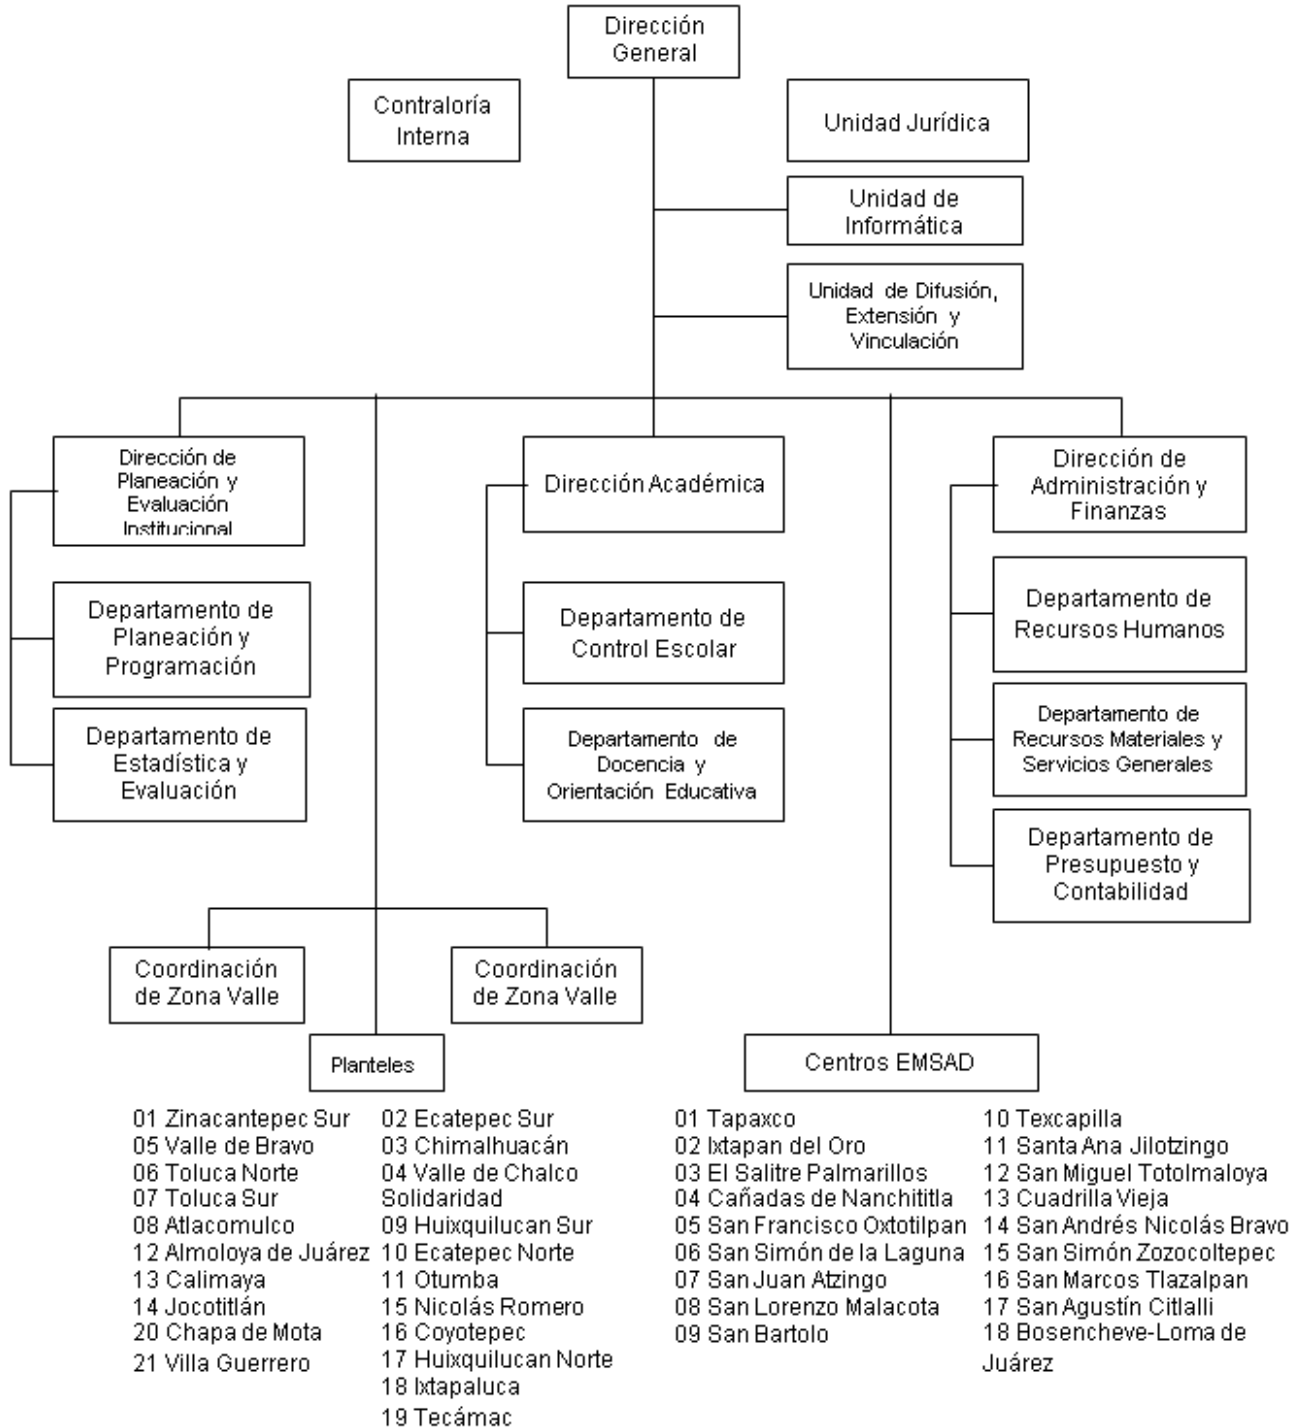 Dirección
General
Contraloría
Interna
Unidad Jurídica
Unidad de
Informática
Unidad de Difusión,
Extensión y
Vinculación
Dirección de
Planeación y
Evaluación
Institucional
Dirección Académica
Dirección de
Administración y
Finanzas
Departamento de
Planeación y
Programación
Departamento de
Control Escolar
Departamento de
Recursos Humanos
Departamento de
Estadística y
Evaluación
Departamento de
Docencia y
Orientación Educativa
Departamento de
Recursos Materiales y
Servicios Generales
Departamento de
Presupuesto y
Contabilidad
Coordinación
de Zona Valle
Coordinación
de Zona Valle
Planteles
Centros EMSAD
01 Zinacantepec Sur
05 Valle de Bravo
06 Toluca Norte
07 Toluca Sur
08 Atlacomulco
12 Almoloya de Juárez
13 Calimaya
14 Jocotitlán
20 Chapa de Mota
21 Villa Guerrero
02 Ecatepec Sur
03 Chimalhuacán
04 Valle de Chalco
Solidaridad
09 Huixquilucan Sur
10 Ecatepec Norte
11 Otumba
15 Nicolás Romero
16 Coyotepec
17 Huixquilucan Norte
18 Ixtapaluca
19 Tecámac
01 Tapaxco
02 Ixtapan del Oro
03 El Salitre Palmarillos
04 Cañadas de Nanchititla
05 San Francisco Oxtotilpan
06 San Simón de la Laguna
07 San Juan Atzingo
08 San Lorenzo Malacota
09 San Bartolo
10 Texcapilla
11 Santa Ana Jilotzingo
12 San Miguel Totolmaloya
13 Cuadrilla Vieja
14 San Andrés Nicolás Bravo
15 San Simón Zozocoltepec
16 San Marcos Tlazalpan
17 San Agustín Citlalli
18 Bosencheve-Loma de
Juárez